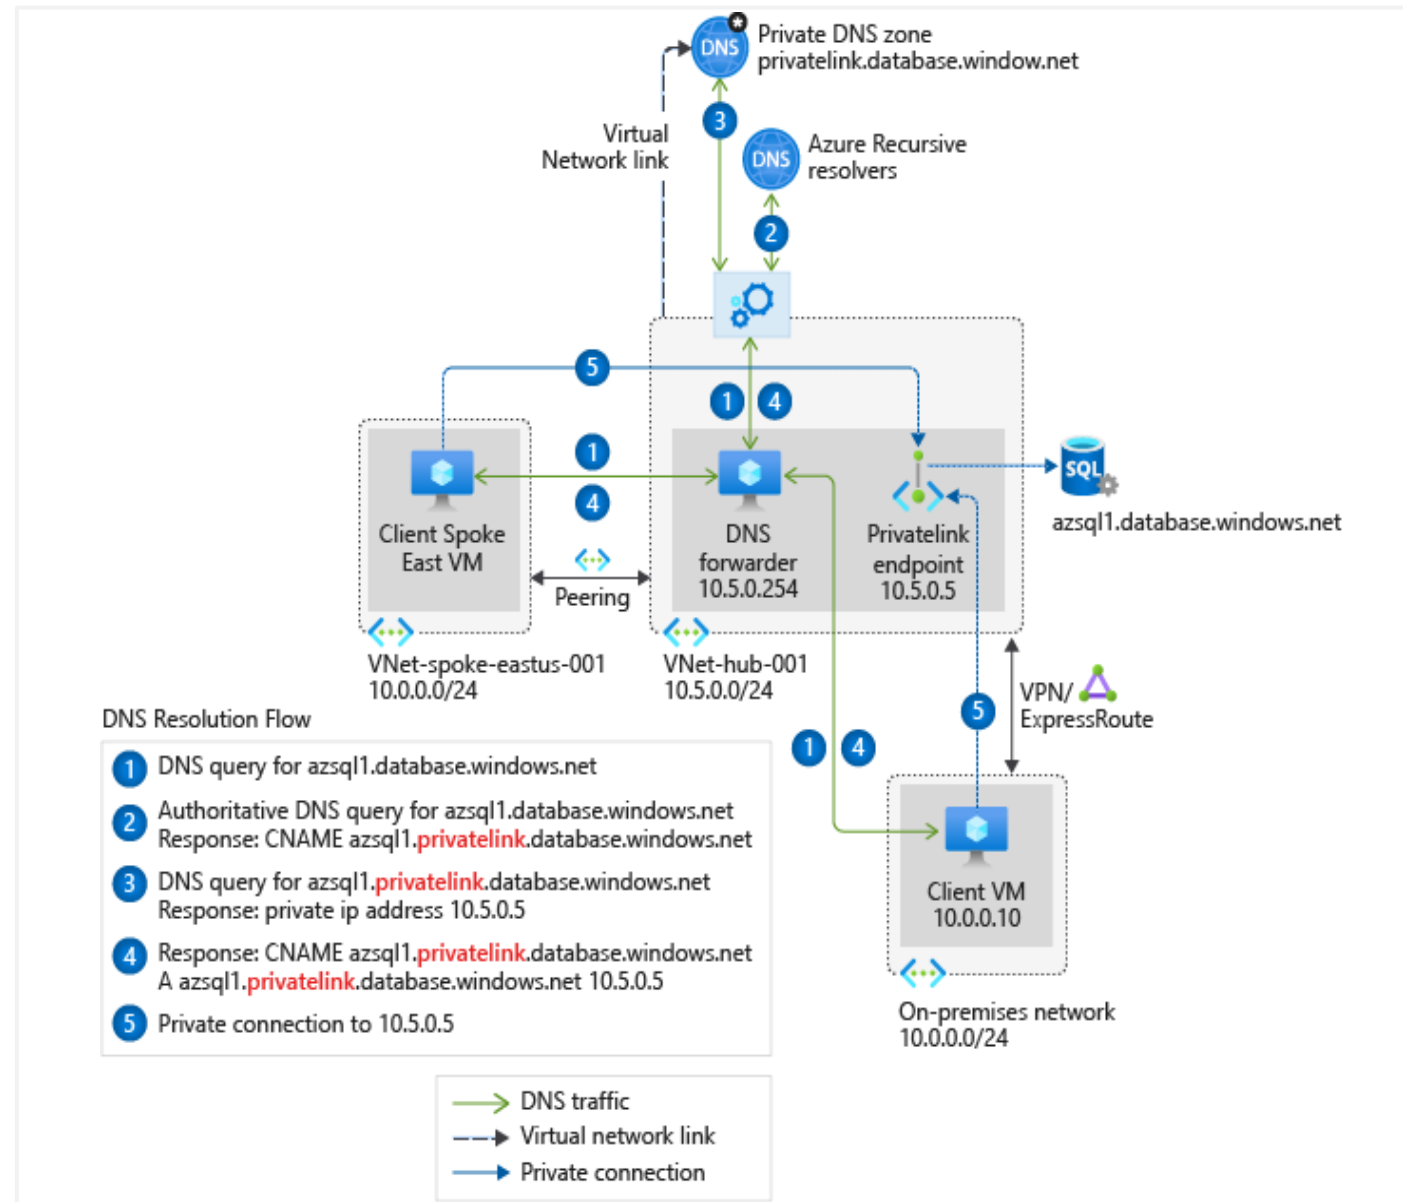 DNS
*
Private DNS zone
privatelink.database.window.net
3
Virtual
Network link
DNS
Azure Recursive
resolvers
2
5
1
4
1
4
SQL
azsql1.database.windows.net
Client Spoke
East VM
DNS
forwarder
10.5.0.254
Privatelink
endpoint
10.5.0.5
Peering
VNet-spoke-eastus-001
10.0.0.0/24
VNet-hub-001
10.5.0.0/24
VPN/
ExpressRoute
5
1
4
Client VM
10.0.0.10
On-premises network
10.0.0.0/24
DNS Resolution Flow
1 DNS query for azsql1.database.windows.net
2 Authoritative DNS query for azsql1.database.windows.net
Response: CNAME azsql1.privatelink.database.windows.net
3 DNS query for azsql1.privatelink.database.windows.net
Response: private ip address 10.5.0.5
4 Response: CNAME azsql1.privatelink.database.windows.net
A azsql1.privatelink.database.windows.net 10.5.0.5
5 Private connection to 10.5.0.5
DNS traffic
Virtual network link
Private connection